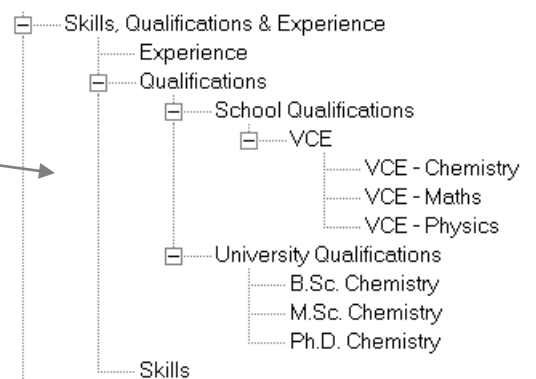 Skills, Qualifications & Experience
Experience
Qualifications
School Qualifications
VCE
VCE - Chemistry
VCE - Maths
VCE - Physics
University Qualifications
B.Sc. Chemistry
M.Sc. Chemistry
Ph.D. Chemistry
Skills